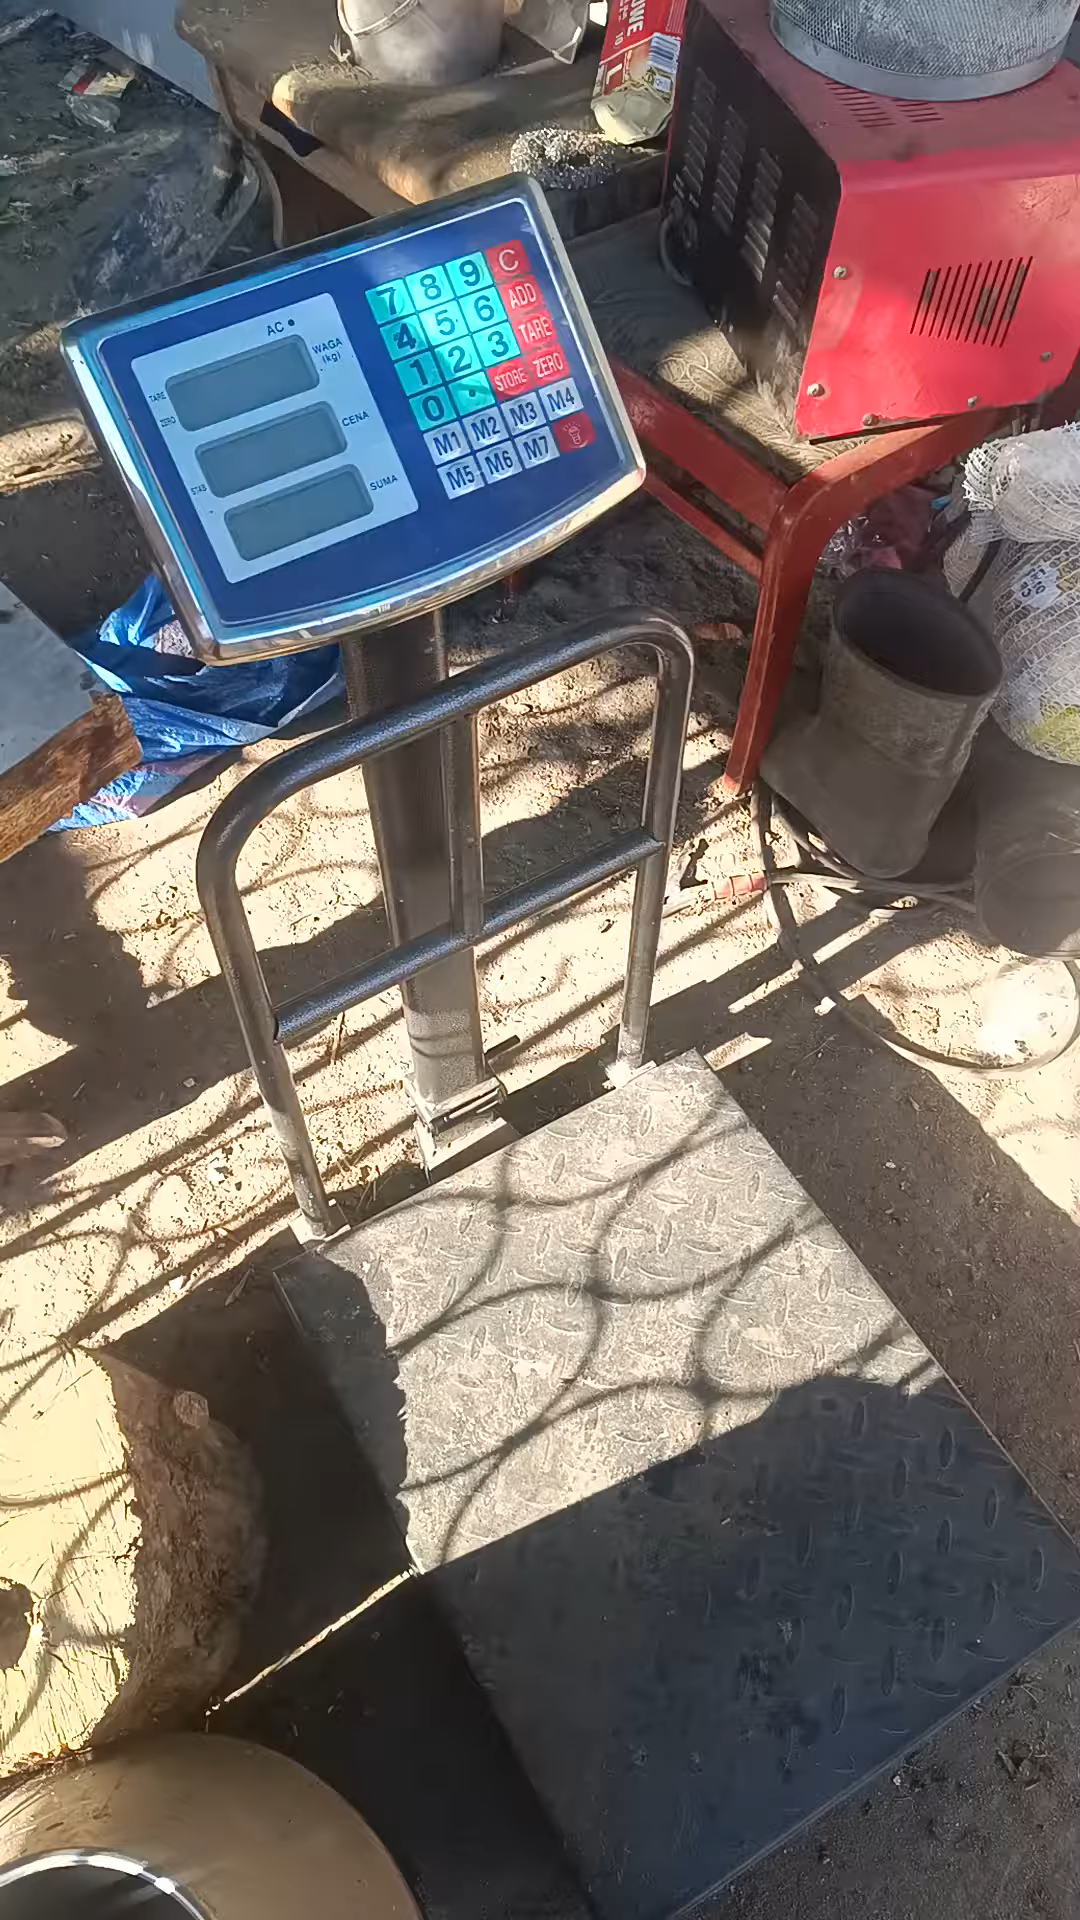 AC
WAGA
(kg)
TARE
ZERO
CENA
STAB
SUMA
7 8 9 C
4 5 6 ADD
1 2 3 TARE
0 . STORE ZERO
M1 M2 M3 M4
M5 M6 M7